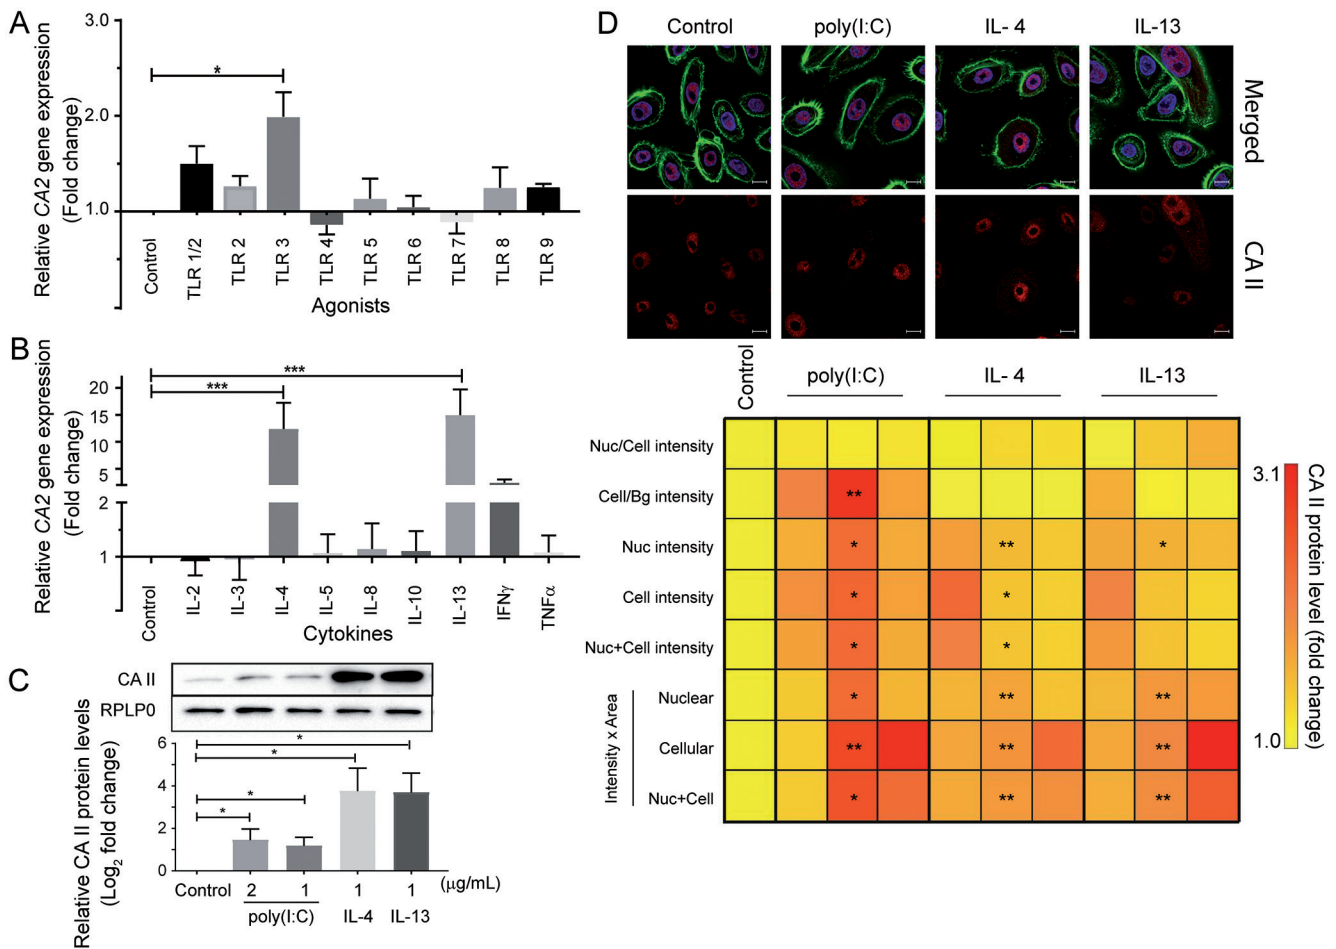 A
Relative CA2 gene expression
(Fold change)
3.0
2.0
1.0
*
Control
TLR 1/2
TLR 2
TLR 3
TLR 4
TLR 5
TLR 6
TLR 7
TLR 8
TLR 9
Agonists
B
Relative CA2 gene expression
(Fold change)
20
15
10
5
2
1
***
***
Control
IL-2
IL-3
IL-4
IL-5
IL-8
IL-10
IL-13
IFNγ
TNFα
Cytokines
C
CA II
RPLP0
Relative CA II protein levels
(Log2 fold change)
6
4
2
0
*
*
*
*
Control 2 1 1 1 (μg/mL)
poly(I:C) IL-4 IL-13
D
Control poly(I:C) IL- 4 IL-13
Merged
CA II
Control poly(I:C) IL- 4 IL-13
Nuc/Cell intensity
Cell/Bg intensity **
Nuc intensity * ** *
Cell intensity * *
Nuc+Cell intensity * *
Intensity x Area
Nuclear * ** **
Cellular ** ** **
Nuc+Cell * ** **
3.1
1.0
CA II protein level (fold change)